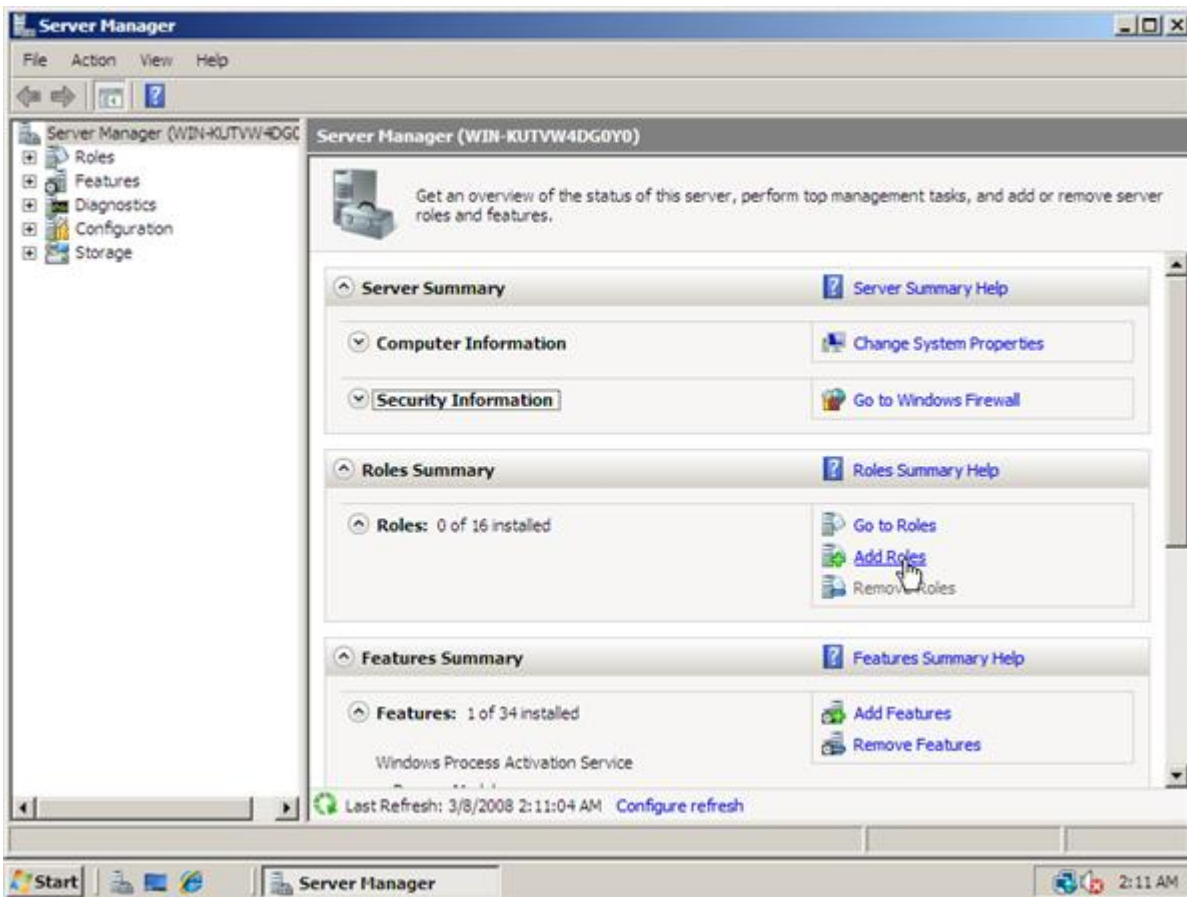 Server Manager
File Action View Help
Server Manager (WIN-KUTVW4DG0
Server Manager (WIN-KUTVW4DG0Y0)
Roles
Features
Diagnostics
Configuration
Storage
Get an overview of the status of this server, perform top management tasks, and add or remove server
roles and features.
Server Summary
Server Summary Help
Computer Information
Change System Properties
Security Information
Go to Windows Firewall
Roles Summary
Roles Summary Help
Roles: 0 of 16 installed
Go to Roles
Add Roles
Remove Roles
Features Summary
Features Summary Help
Features: 1 of 34 installed
Add Features
Remove Features
Windows Process Activation Service
Last Refresh: 3/8/2008 2:11:04 AM Configure refresh
Start
Server Manager
2:11 AM